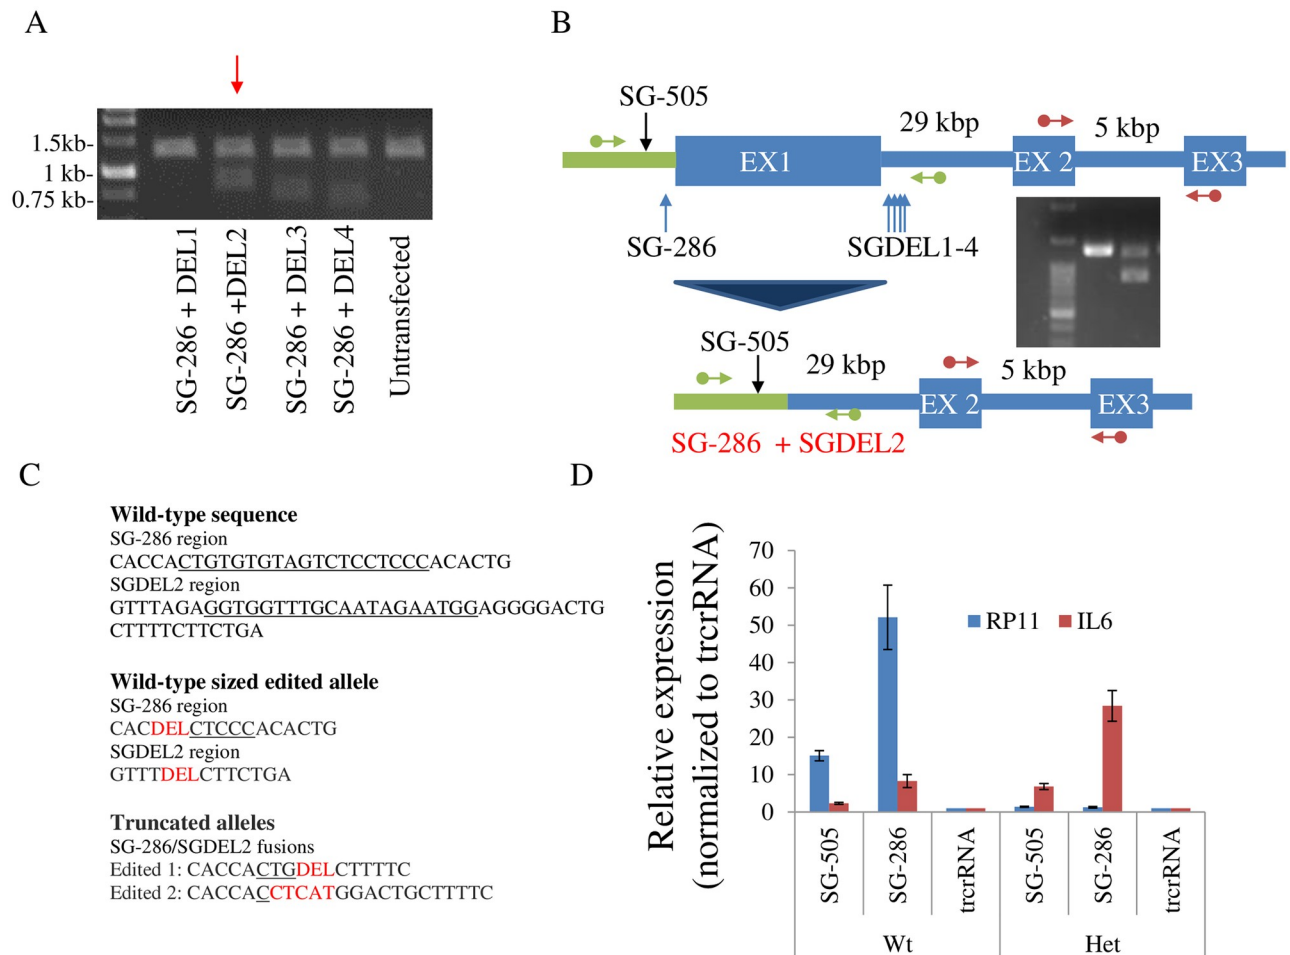 A
1.5kb-
1 kb-
0.75 kb-
SG-286 + DEL1
SG-286 +DEL2
SG-286 + DEL3
SG-286 + DEL4
Untransfected
B
SG-505
29 kbp
5 kbp
EX1
EX 2
EX3
SG-286
SGDEL1-4
SG-505
29 kbp
5 kbp
EX 2
EX3
SG-286 + SGDEL2
C
Wild-type sequence
SG-286 region
CACCACTGTGTGTAGTCTCCTCCCACACTG
SGDEL2 region
GTTTAGAGGTGGTTTGCAATAGAATGGAGGGGACTG
CTTTTCTTCTGA
Wild-type sized edited allele
SG-286 region
CACDELCTCCCACACTG
SGDEL2 region
GTTTDELCTTCTGA
Truncated alleles
SG-286/SGDEL2 fusions
Edited 1: CACCACTGDELCTTTTC
Edited 2: CACCACCTCATGGACTGCTTTTC
D
Relative expression
(normalized to trcrRNA)
70
60
50
40
30
20
10
0
RP11
IL6
SG-505
SG-286
trcrRNA
SG-505
SG-286
trcrRNA
Wt
Het